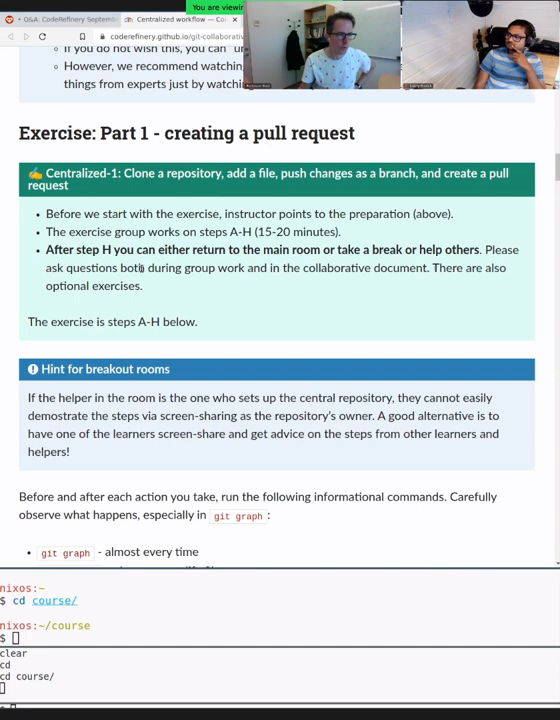 You are viewing
Q&A: CodeRefinery Septemb
Centralized workflow —
coderefinery.github.io/git-collaborativ
If you do not wish this, you can "un
However, we recommend watching
things from experts just by watchi
Exercise: Part 1 - creating a pull request
✍️ Centralized-1: Clone a repository, add a file, push changes as a branch, and create a pull
request
Before we start with the exercise, instructor points to the preparation (above).
The exercise group works on steps A-H (15-20 minutes).
After step H you can either return to the main room or take a break or help others. Please
ask questions both during group work and in the collaborative document. There are also
optional exercises.
The exercise is steps A-H below.
Hint for breakout rooms
If the helper in the room is the one who sets up the central repository, they cannot easily
demostrate the steps via screen-sharing as the repository's owner. A good alternative is to
have one of the learners screen-share and get advice on the steps from other learners and
helpers!
Before and after each action you take, run the following informational commands. Carefully
observe what happens, especially in git graph :
git graph - almost every time
nixos:~
$ cd course/
nixos:~/course
$
clear
cd
cd course/